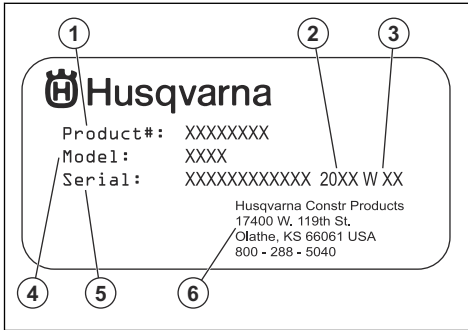 1 2 3
Husqvarna
Product#: XXXXXXXX
Model: XXXX
Serial: XXXXXXXXXXXX 20XX W XX
Husqvarna Constr Products
17400 W. 119th St.
Olathe, KS 66061 USA
800 - 288 - 5040
4 5 6